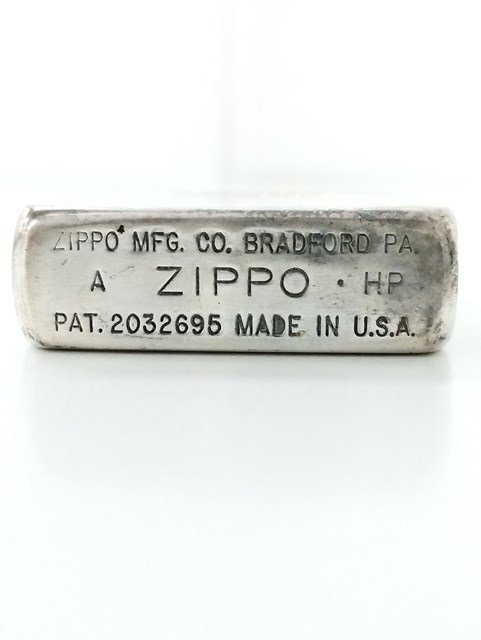 ZIPPO MFG. CO. BRADFORD PA.
A ZIPPO · HP
PAT. 2032695 MADE IN U.S.A.